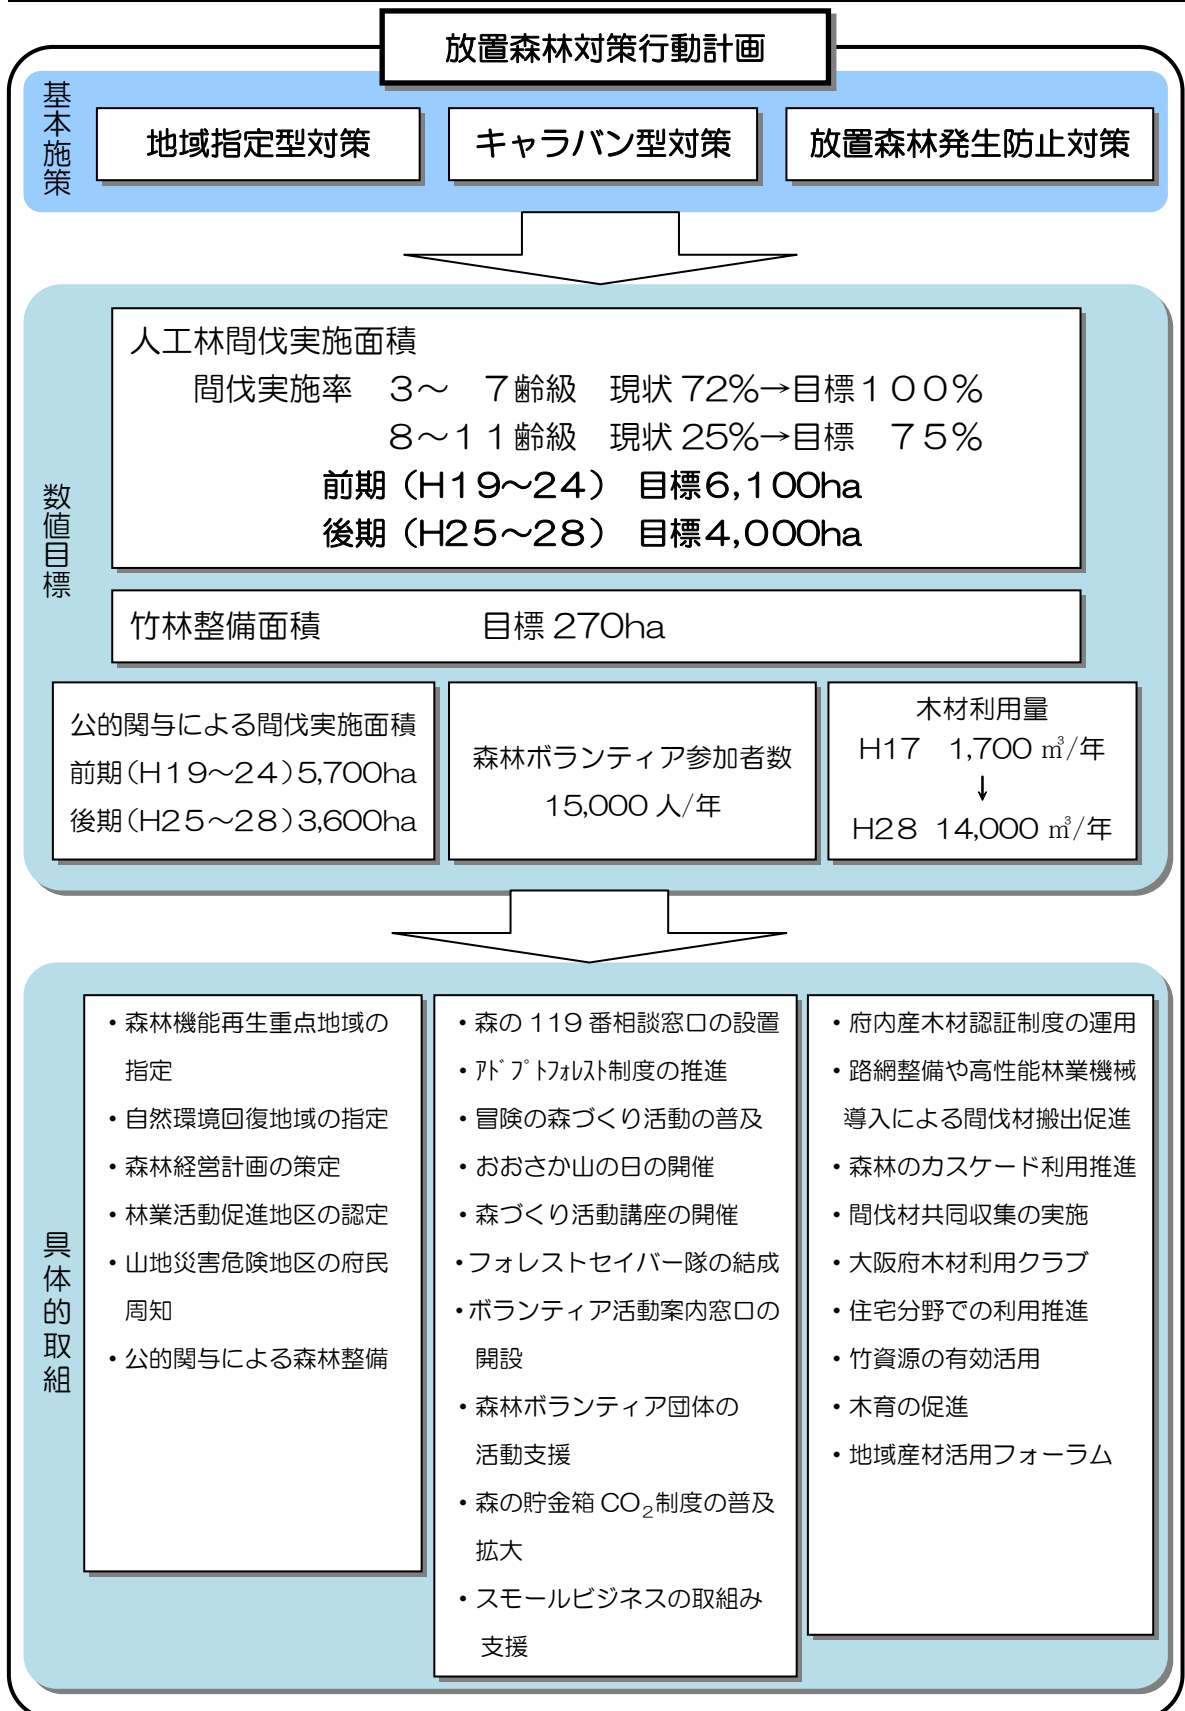 放置森林対策行動計画
基本施策
地域指定型対策
キャラバン型対策
放置森林発生防止対策
数値目標
人工林間伐実施面積
間伐実施率 3～ 7齢級 現状72%→目標100%
8～11齢級 現状25%→目標 75%
前期（H19～24） 目標6,100ha
後期（H25～28） 目標4,000ha
竹林整備面積 目標270ha
公的関与による間伐実施面積
前期（H19～24）5,700ha
後期（H25～28）3,600ha
森林ボランティア参加者数
15,000人/年
木材利用量
H17 1,700㎥/年
↓
H28 14,000㎥/年
具体的取組
・森林機能再生重点地域の
指定
・自然環境回復地域の指定
・森林経営計画の策定
・林業活動促進地区の認定
・山地災害危険地区の府民
周知
・公的関与による森林整備
・森の119番相談窓口の設置
・ｱﾄﾞﾌﾟﾄﾌｫﾚｽﾄ制度の推進
・冒険の森づくり活動の普及
・おおさか山の日の開催
・森づくり活動講座の開催
・フォレストセイバー隊の結成
・ボランティア活動案内窓口の
開設
・森林ボランティア団体の
活動支援
・森の貯金箱CO₂制度の普及
拡大
・スモールビジネスの取組み
支援
・府内産木材認証制度の運用
・路網整備や高性能林業機械
導入による間伐材搬出促進
・森林のカスケード利用推進
・間伐材共同収集の実施
・大阪府木材利用クラブ
・住宅分野での利用推進
・竹資源の有効活用
・木育の促進
・地域産材活用フォーラム